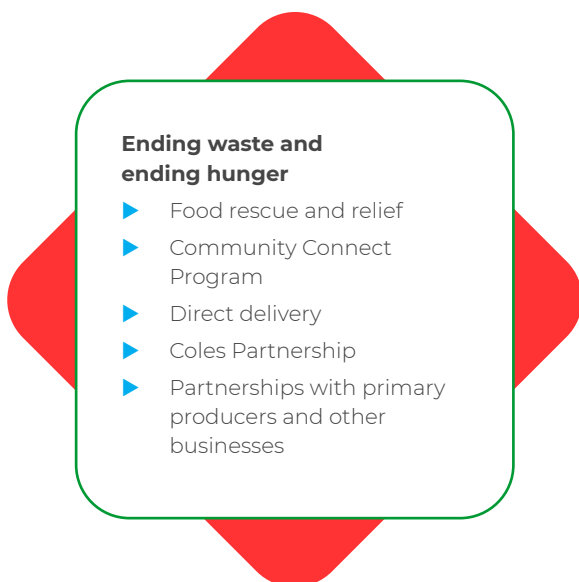 Ending waste and
ending hunger
Food rescue and relief
Community Connect
Program
Direct delivery
Coles Partnership
Partnerships with primary
producers and other
businesses